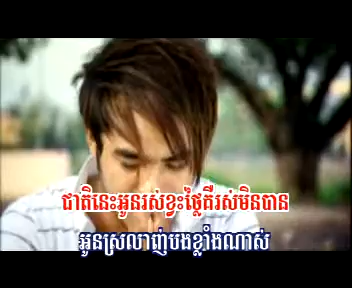 ជាតិនេះអូនរស់ខ្វះថ្លៃគឺរស់មិនបាន
អូនស្រលាញ់បងខ្លាំងណាស់